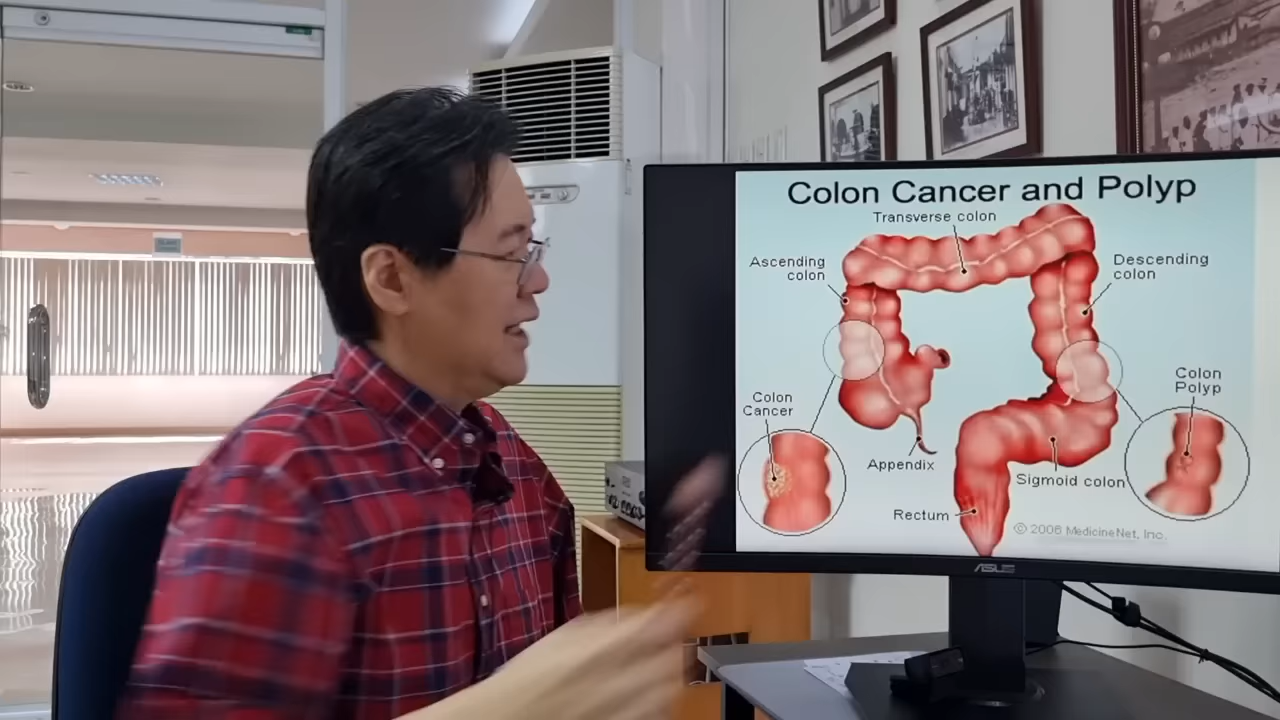 Colon Cancer and Polyp
Transverse colon
Ascending
colon
Descending
colon
Colon
Polyp
Colon
Cancer
Appendix
Sigmoid colon
Rectum
© 2006 MedicineNet, Inc.
ASUS